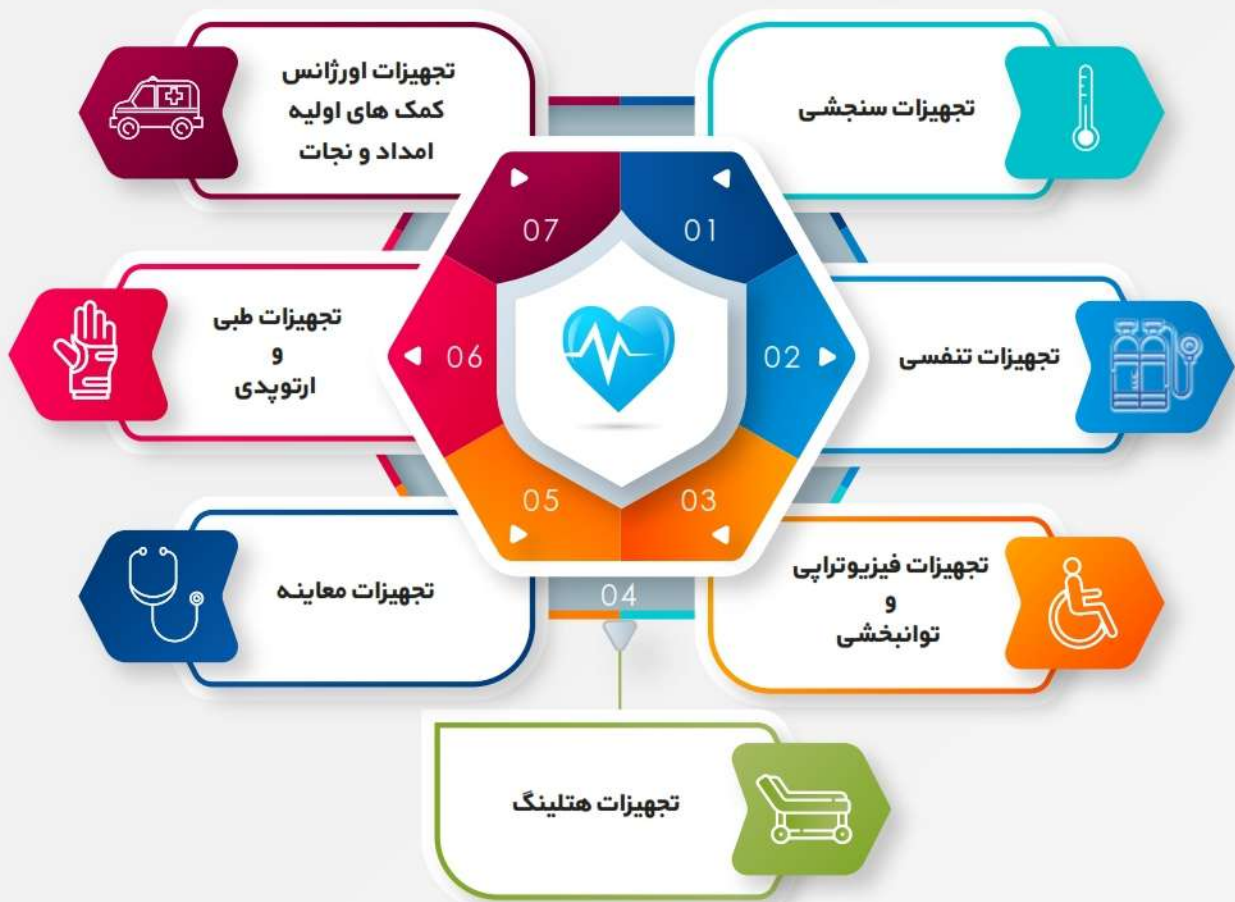 تجهیزات اورژانس
کمک های اولیه
امداد و نجات
تجهیزات سنجشی
07
01
تجهیزات طبی
و
ارتوپدی
06
02
تجهیزات تنفسی
05
03
تجهیزات معاینه
04
تجهیزات فیزیوتراپی
و
توانبخشی
تجهیزات هتلینگ